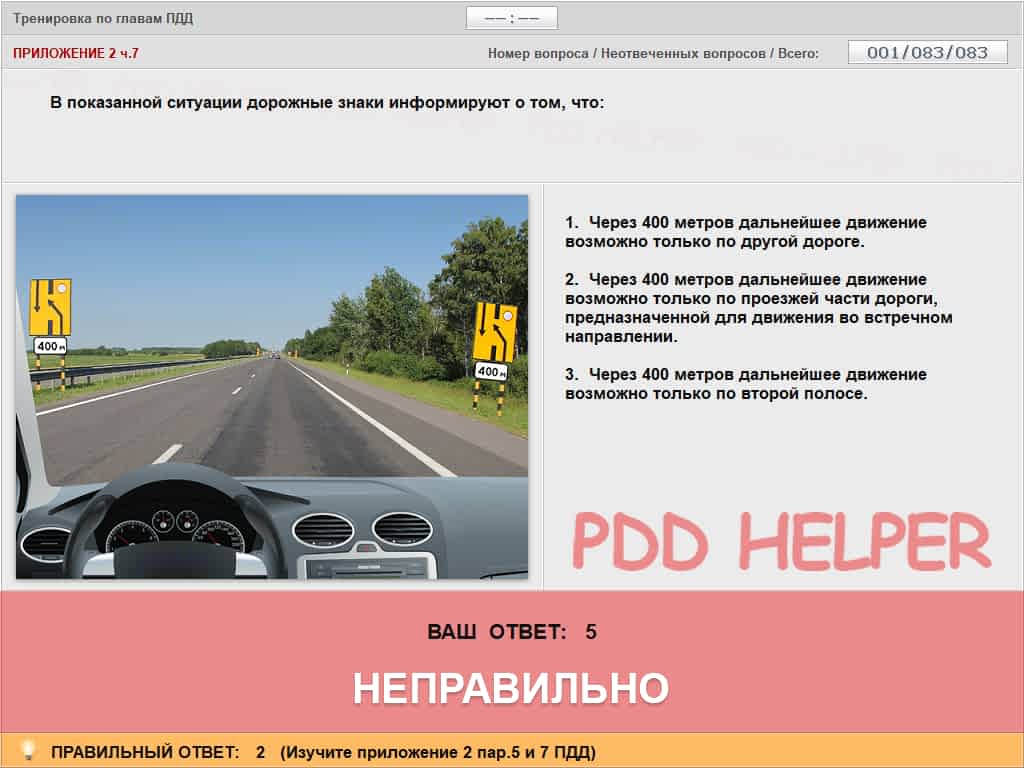 Тренировка по главам ПДД
——:——
ПРИЛОЖЕНИЕ 2 ч.7
Номер вопроса / Неотвеченных вопросов / Всего: 001/083/083
В показанной ситуации дорожные знаки информируют о том, что:
1. Через 400 метров дальнейшее движение
возможно только по другой дороге.
2. Через 400 метров дальнейшее движение
возможно только по проезжей части дороги,
предназначенной для движения во встречном
направлении.
3. Через 400 метров дальнейшее движение
возможно только по второй полосе.
400 м
400 м
PDD HELPER
ВАШ ОТВЕТ: 5
НЕПРАВИЛЬНО
ПРАВИЛЬНЫЙ ОТВЕТ: 2 (Изучите приложение 2 пар.5 и 7 ПДД)